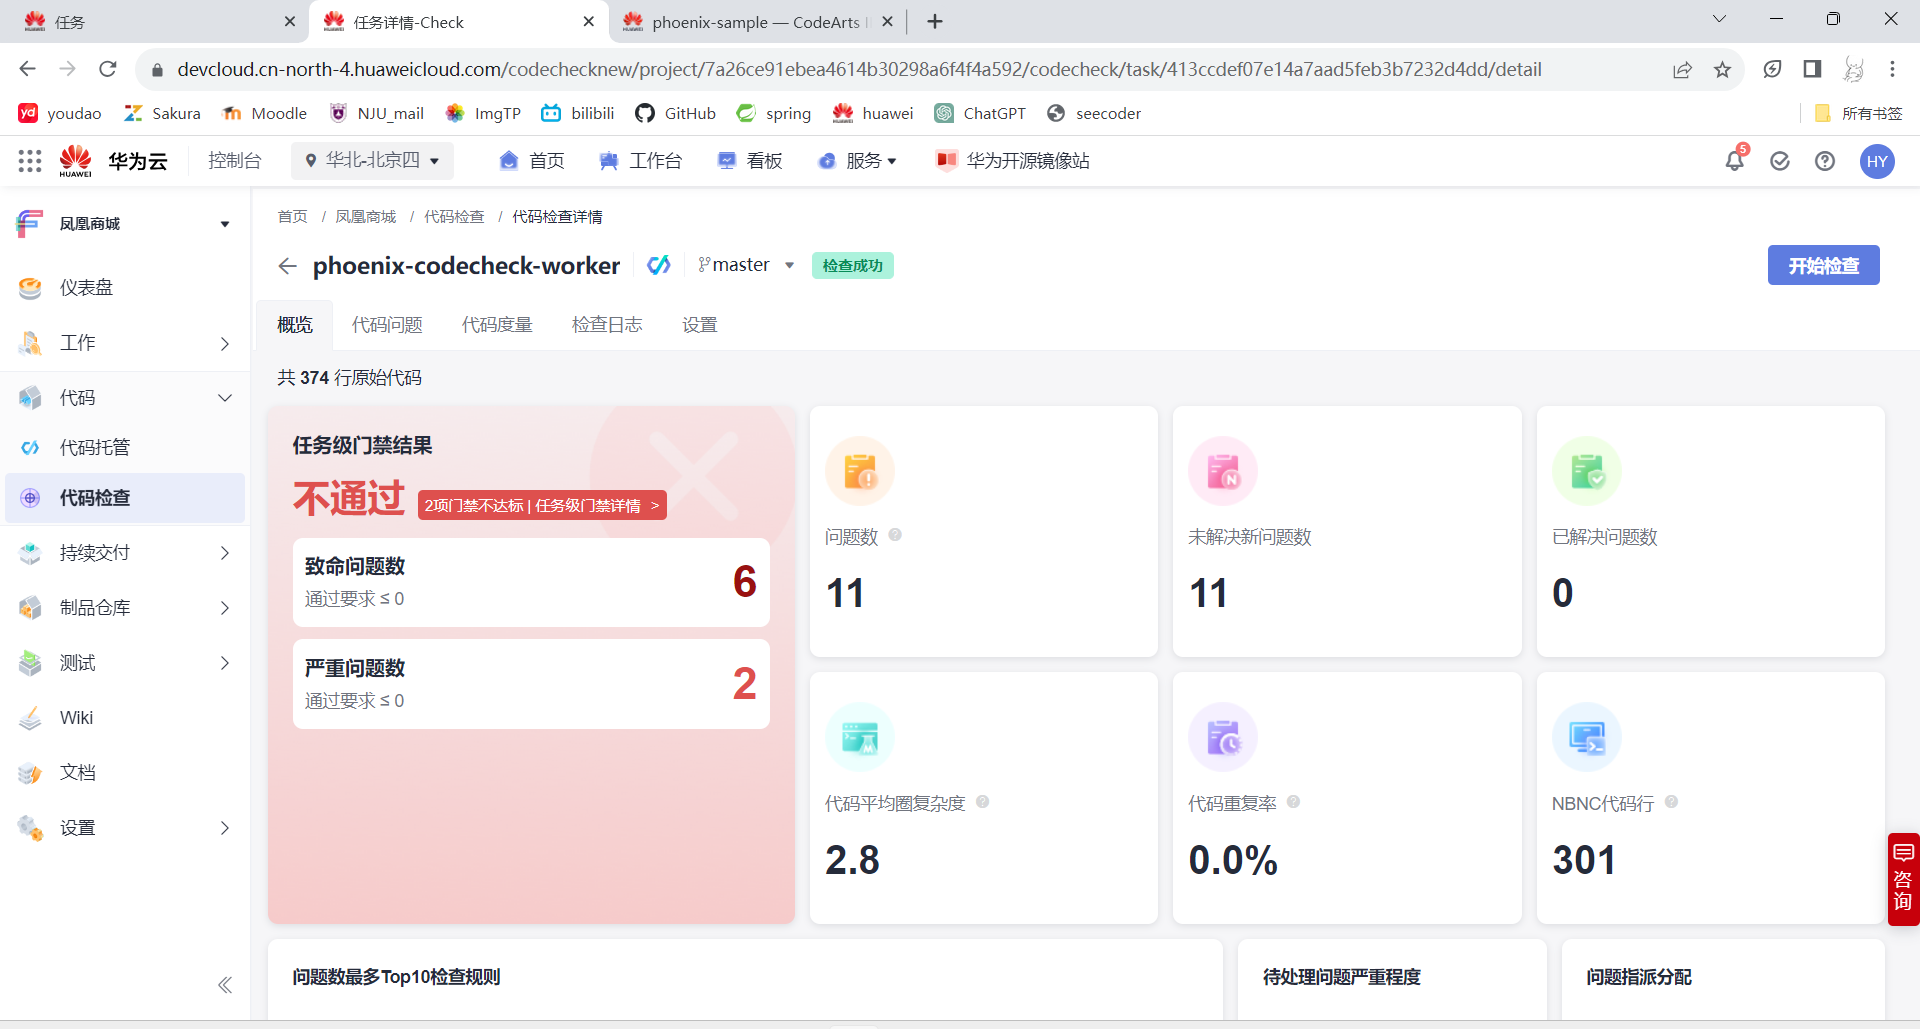 任务
任务详情-Check
phoenix-sample — CodeArts
devcloud.cn-north-4.huaweicloud.com/codechecknew/project/7a26ce91ebea4614b30298a6f4f4a592/codecheck/task/413ccdef07e14a7aad5feb3b7232d4dd/detail
youdao
Sakura
Moodle
NJU_mail
ImgTP
bilibili
GitHub
spring
huawei
ChatGPT
seecoder
所有书签
HUAWEI
华为云
控制台
华北-北京四
首页
工作台
看板
服务
华为开源镜像站
5
HY
凤凰商城
仪表盘
工作
代码
代码托管
代码检查
持续交付
制品仓库
测试
Wiki
文档
设置
首页 / 凤凰商城 / 代码检查 / 代码检查详情
phoenix-codecheck-worker
master
检查成功
开始检查
概览
代码问题
代码度量
检查日志
设置
共 374 行原始代码
任务级门禁结果
不通过
2项门禁不达标 | 任务级门禁详情 >
致命问题数
通过要求 ≤ 0
6
严重问题数
通过要求 ≤ 0
2
问题数
11
未解决新问题数
11
已解决问题数
0
代码平均圈复杂度
2.8
代码重复率
0.0%
NBNC代码行
301
咨询
问题数最多Top10检查规则
待处理问题严重程度
问题指派分配